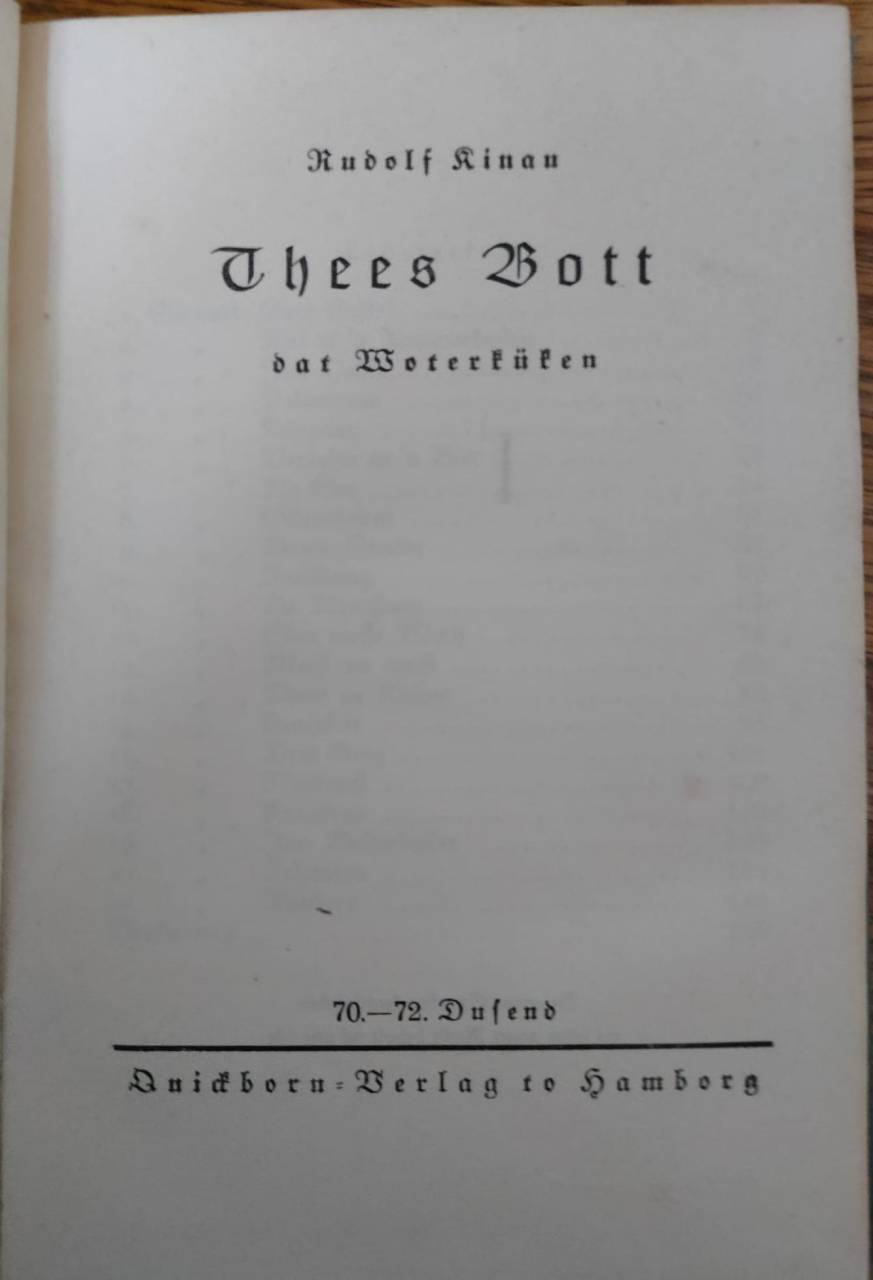 Rudolf Kinau
Thees Bott
dat Woterküken
70.—72. Dusend
Quickborn-Verlag to Hamborg